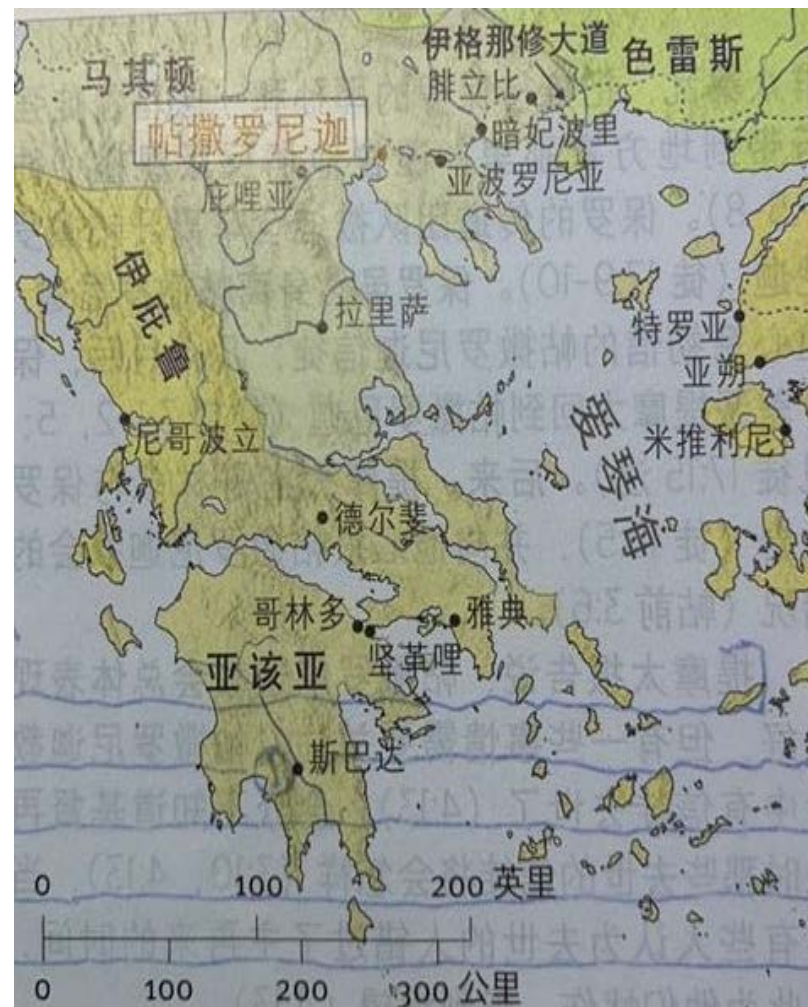 伊格那修大道
色雷斯
马其顿
腓立比
帖撒罗尼迦
暗妃波里
庇哩亚
亚波罗尼亚
伊庇鲁
拉里萨
特罗亚
亚朔
爱琴海
尼哥波立
米推利尼
德尔斐
哥林多
雅典
坚革哩
亚该亚
斯巴达
0 100 200 英里
0 100 200 300 公里